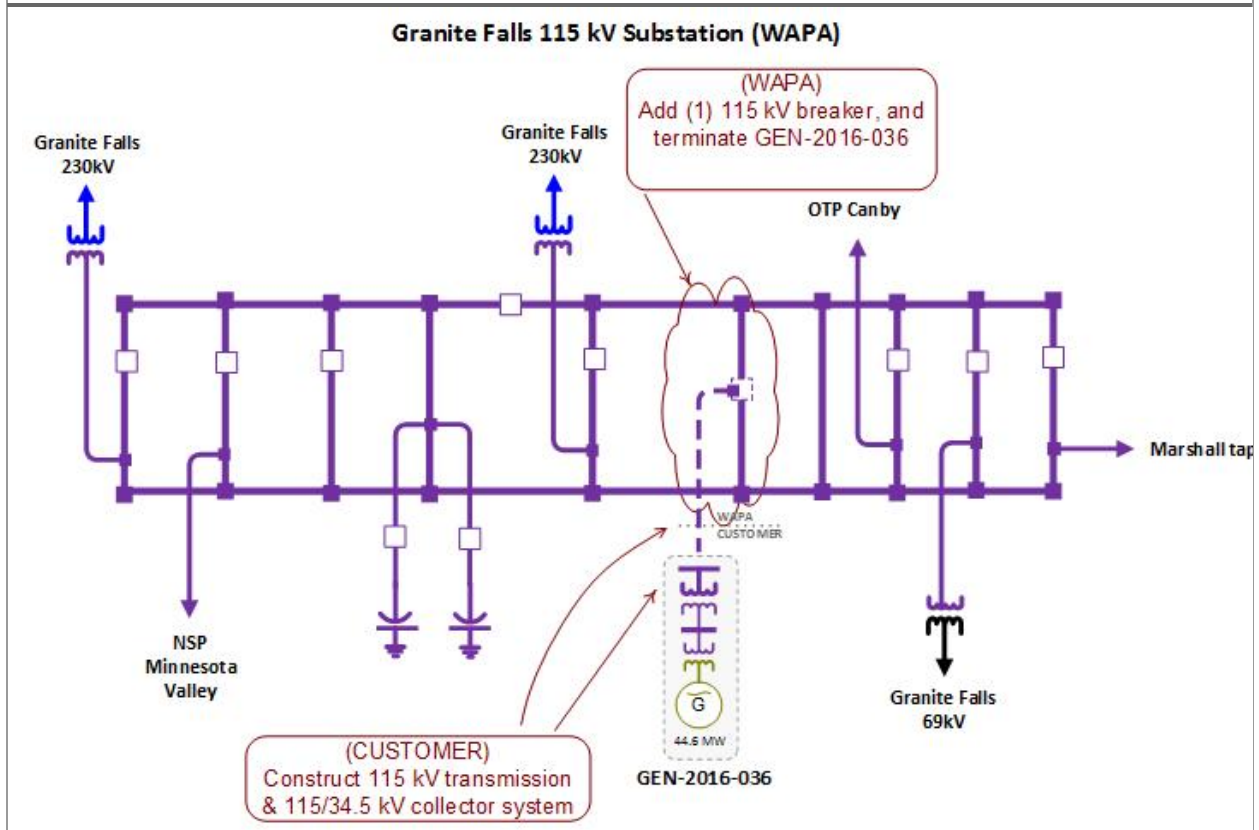 Granite Falls 115 kV Substation (WAPA)
(WAPA)
Add (1) 115 kV breaker, and
terminate GEN-2016-036
Granite Falls
230kV
Granite Falls
230kV
OTP Canby
Marshall tap
WAPA
CUSTOMER
NSP
Minnesota
Valley
G
44.6 MW
GEN-2016-036
Granite Falls
69kV
(CUSTOMER)
Construct 115 kV transmission
& 115/34.5 kV collector system